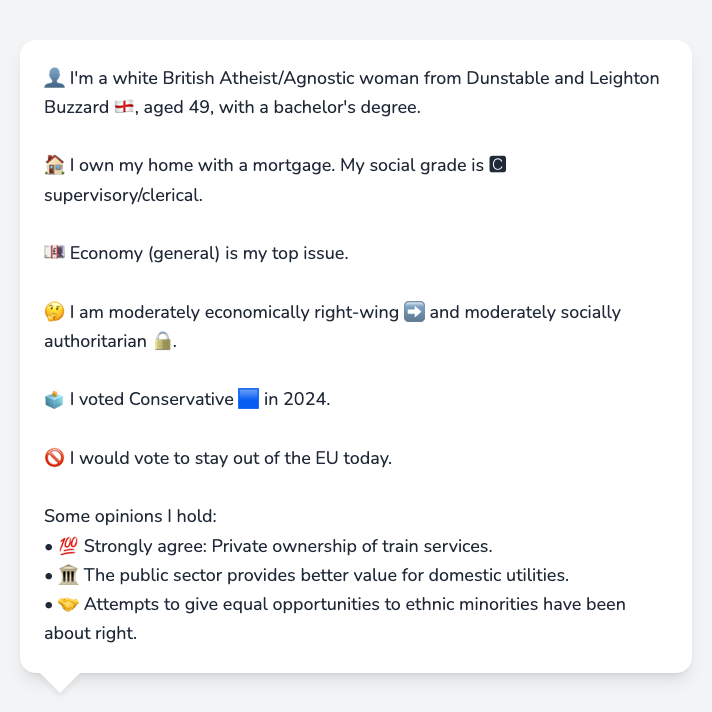 👤 I'm a white British Atheist/Agnostic woman from Dunstable and Leighton
Buzzard 🏴󠁧󠁢󠁥󠁮󠁧󠁿, aged 49, with a bachelor's degree.
🏠 I own my home with a mortgage. My social grade is 🅲
supervisory/clerical.
💷 Economy (general) is my top issue.
🤔 I am moderately economically right-wing ➡️ and moderately socially
authoritarian 🔒.
🗳️ I voted Conservative 🟦 in 2024.
🚫 I would vote to stay out of the EU today.
Some opinions I hold:
• 💯 Strongly agree: Private ownership of train services.
• 🏛️ The public sector provides better value for domestic utilities.
• 🤝 Attempts to give equal opportunities to ethnic minorities have been
about right.